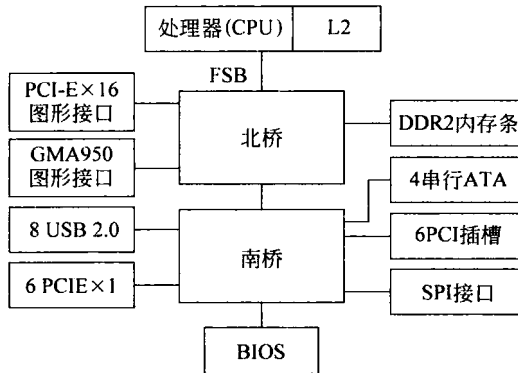 处理器(CPU)
L2
FSB
PCI-E×16
图形接口
北桥
DDR2内存条
GMA950
图形接口
4串行ATA
8 USB 2.0
南桥
6PCI插槽
6 PCIE×1
SPI接口
BIOS